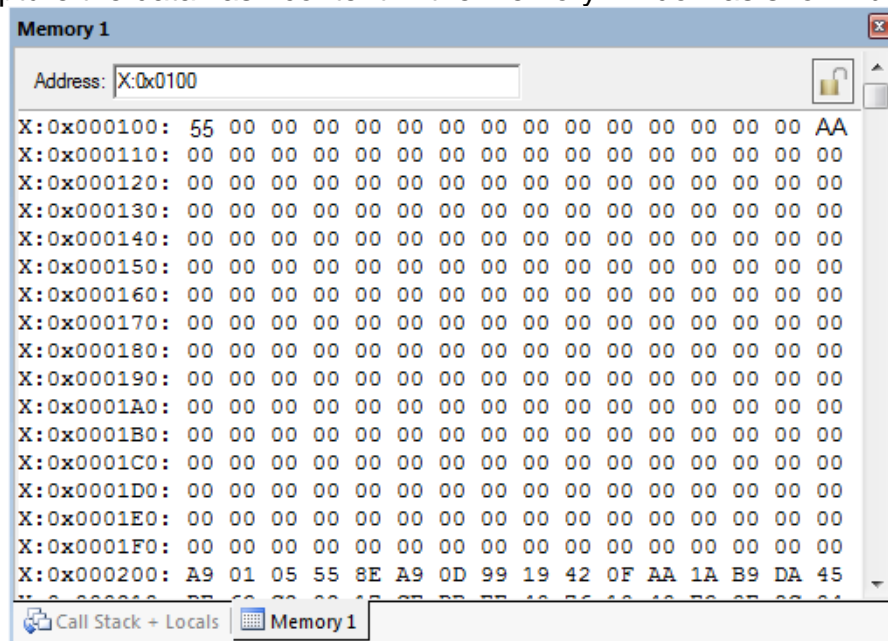 Memory 1
Address: X:0x0100
X:0x000100: 55 00 00 00 00 00 00 00 00 00 00 00 00 00 00 AA
X:0x000110: 00 00 00 00 00 00 00 00 00 00 00 00 00 00 00 00
X:0x000120: 00 00 00 00 00 00 00 00 00 00 00 00 00 00 00 00
X:0x000130: 00 00 00 00 00 00 00 00 00 00 00 00 00 00 00 00
X:0x000140: 00 00 00 00 00 00 00 00 00 00 00 00 00 00 00 00
X:0x000150: 00 00 00 00 00 00 00 00 00 00 00 00 00 00 00 00
X:0x000160: 00 00 00 00 00 00 00 00 00 00 00 00 00 00 00 00
X:0x000170: 00 00 00 00 00 00 00 00 00 00 00 00 00 00 00 00
X:0x000180: 00 00 00 00 00 00 00 00 00 00 00 00 00 00 00 00
X:0x000190: 00 00 00 00 00 00 00 00 00 00 00 00 00 00 00 00
X:0x0001A0: 00 00 00 00 00 00 00 00 00 00 00 00 00 00 00 00
X:0x0001B0: 00 00 00 00 00 00 00 00 00 00 00 00 00 00 00 00
X:0x0001C0: 00 00 00 00 00 00 00 00 00 00 00 00 00 00 00 00
X:0x0001D0: 00 00 00 00 00 00 00 00 00 00 00 00 00 00 00 00
X:0x0001E0: 00 00 00 00 00 00 00 00 00 00 00 00 00 00 00 00
X:0x0001F0: 00 00 00 00 00 00 00 00 00 00 00 00 00 00 00 00
X:0x000200: A9 01 05 55 8E A9 0D 99 19 42 0F AA 1A B9 DA 45
Call Stack + Locals Memory 1